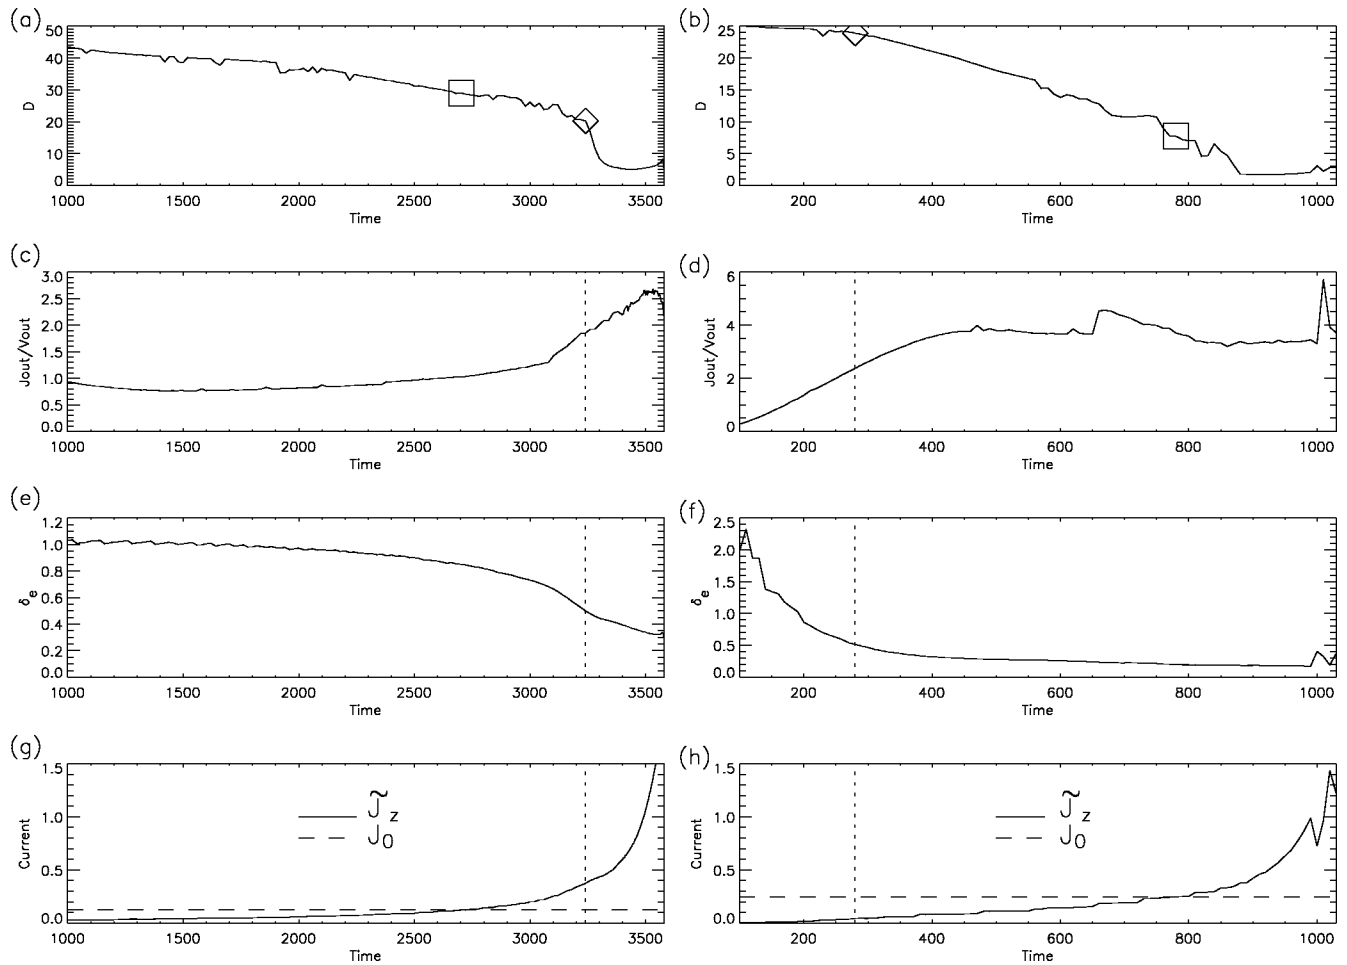 (a)
50
40
30
20
10
0
D
1000 1500 2000 2500 3000 3500
Time
(b)
25
20
15
10
5
0
D
200 400 600 800 1000
Time
(c)
3.0
2.5
2.0
1.5
1.0
0.5
0.0
Jout/Vout
1000 1500 2000 2500 3000 3500
Time
(d)
6
4
2
0
Jout/Vout
200 400 600 800 1000
Time
(e)
1.2
1.0
0.8
0.6
0.4
0.2
0.0
δe
1000 1500 2000 2500 3000 3500
Time
(f)
2.5
2.0
1.5
1.0
0.5
0.0
δe
200 400 600 800 1000
Time
(g)
1.5
1.0
0.5
0.0
Current
J̃z
J0
1000 1500 2000 2500 3000 3500
Time
(h)
1.5
1.0
0.5
0.0
Current
J̃z
J0
200 400 600 800 1000
Time